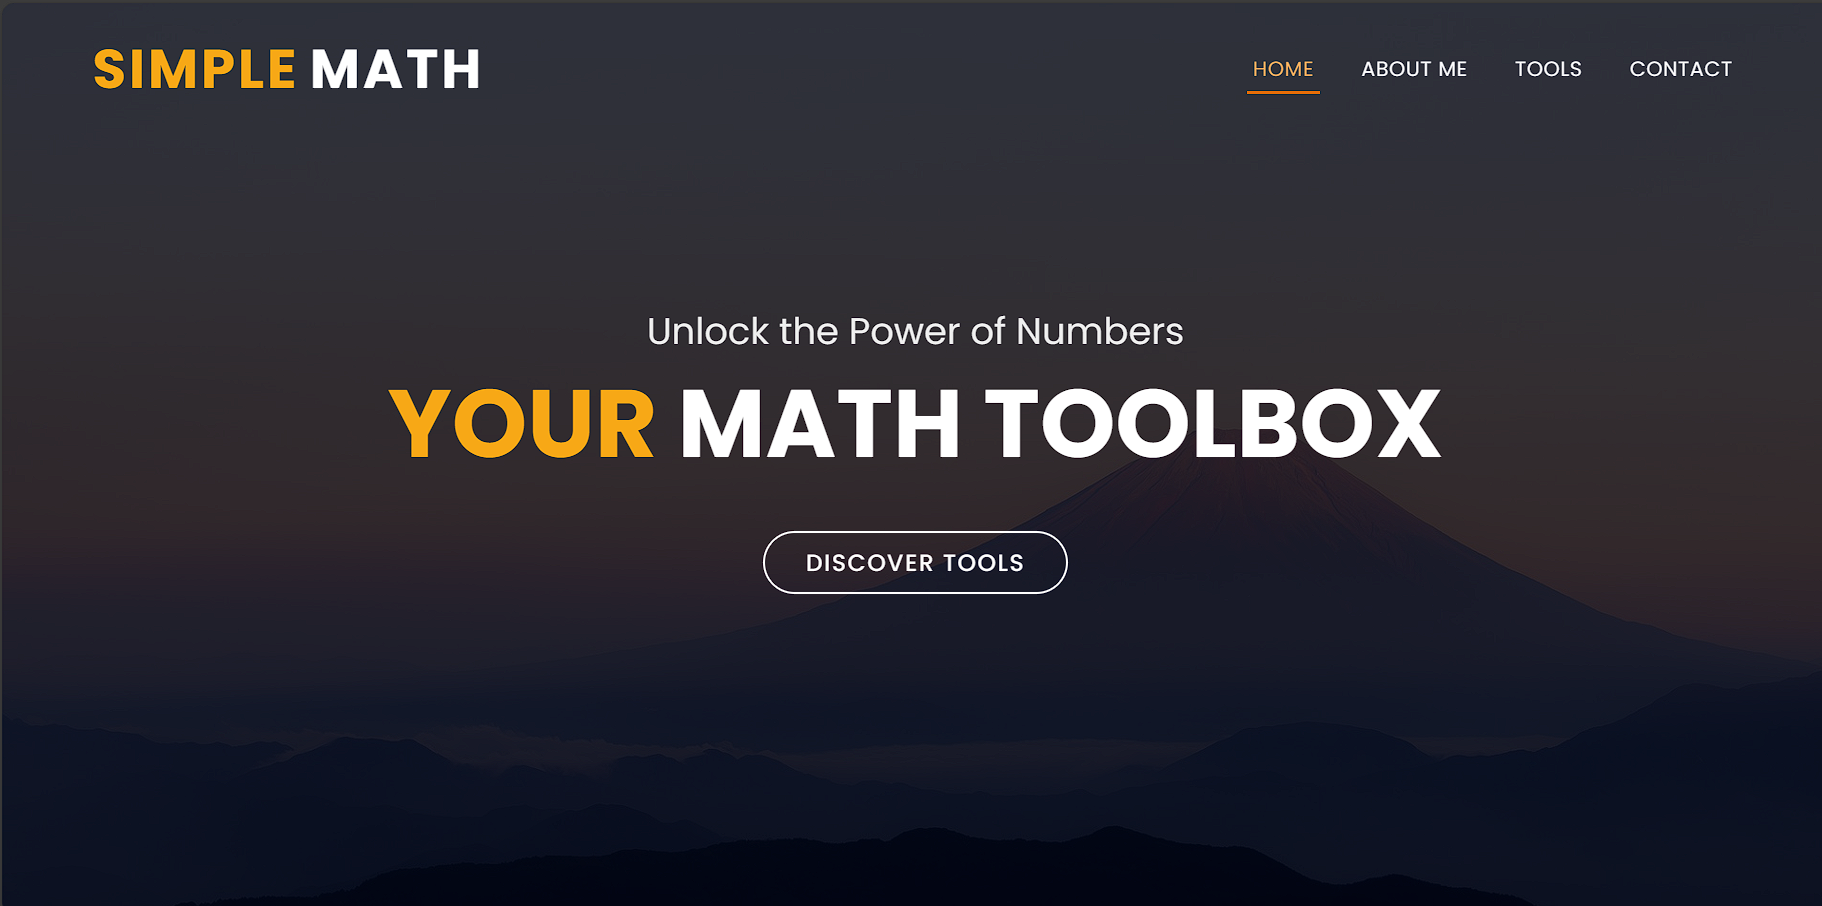 SIMPLE MATH
HOME ABOUT ME TOOLS CONTACT
Unlock the Power of Numbers
YOUR MATH TOOLBOX
DISCOVER TOOLS